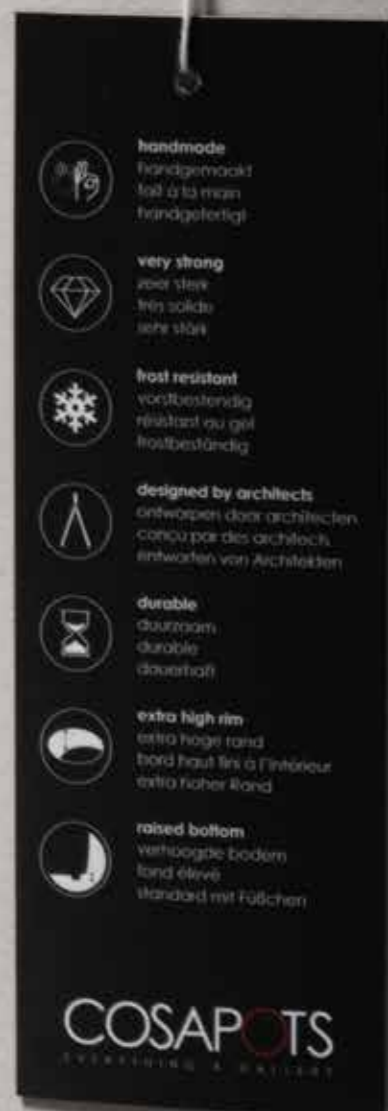 handmade
handgemaakt
fait à la main
handgefertigt
very strong
zeer sterk
très solide
sehr stark
frost resistant
vorstbestendig
résistant au gel
frostbeständig
designed by architects
ontworpen door architecten
conçu par des architects
entworfen von Architekten
durable
duurzaam
durable
dauerhaft
extra high rim
extra hoge rand
bord haut fini à l'intérieur
extra hoher Rand
raised bottom
verhoogde bodem
fond élevé
standard mit Füßchen
COSAPOTS